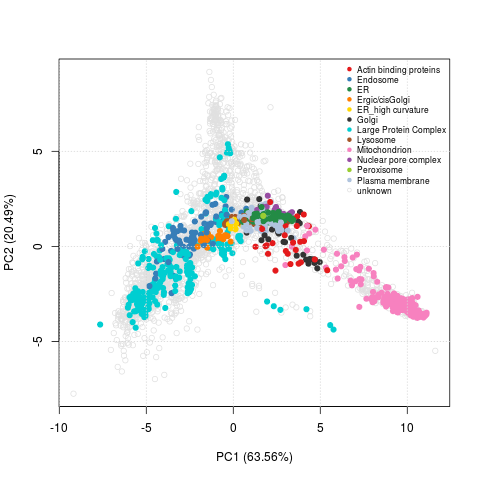 Actin binding proteins
Endosome
ER
Ergic/cisGolgi
ER_high curvature
Golgi
Large Protein Complex
Lysosome
Mitochondrion
Nuclear pore complex
Peroxisome
Plasma membrane
unknown
5
0
-5
PC2 (20.49%)
-10 -5 0 5 10
PC1 (63.56%)